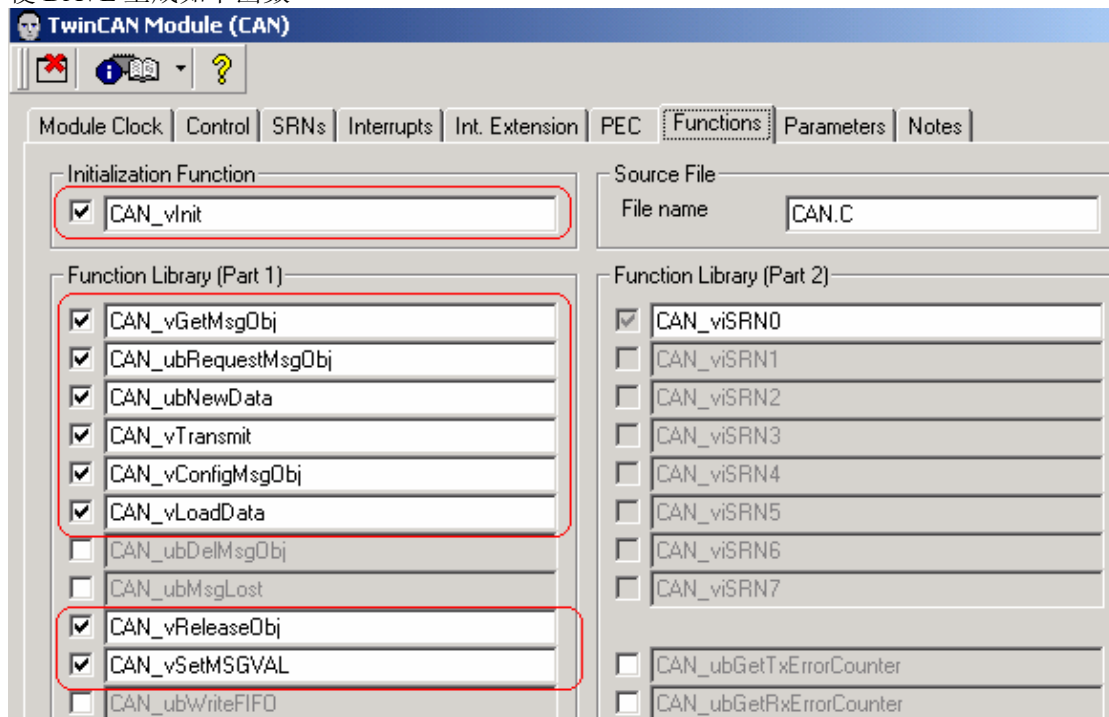 TwinCAN Module (CAN)
Module Clock Control SRNs Interrupts Int. Extension PEC Functions Parameters Notes
Initialization Function
CAN_vInit
Source File
File name CAN.C
Function Library (Part 1)
CAN_vGetMsgObj
CAN_ubRequestMsgObj
CAN_ubNewData
CAN_vTransmit
CAN_vConfigMsgObj
CAN_vLoadData
CAN_ubDelMsgObj
CAN_ubMsgLost
CAN_vReleaseObj
CAN_vSetMSGVAL
CAN_ubWriteFIFO
Function Library (Part 2)
CAN_viSRN0
CAN_viSRN1
CAN_viSRN2
CAN_viSRN3
CAN_viSRN4
CAN_viSRN5
CAN_viSRN6
CAN_viSRN7
CAN_ubGetTxErrorCounter
CAN_ubGetRxErrorCounter